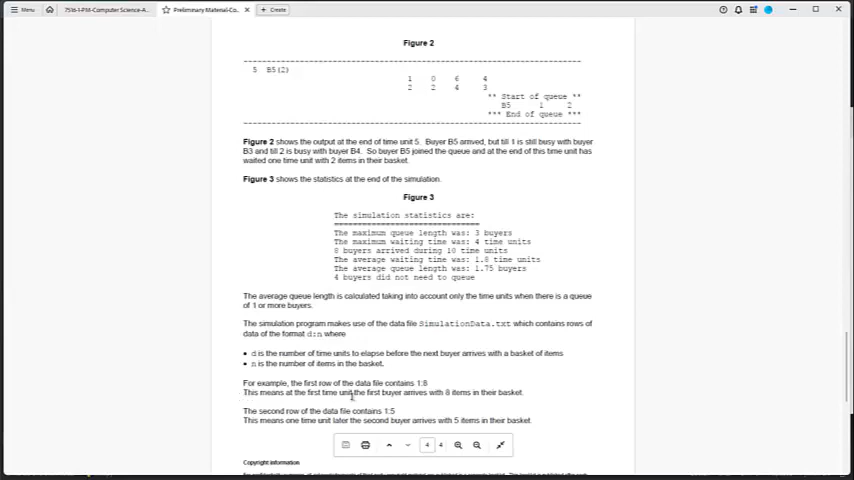 Menu
7516-1-PM-Computer Science-A...
Preliminary Material-Co...
Create
Figure 2
5 B5(2)
1 0 6 4
2 2 4 3
** Start of queue **
B5 1 2
*** End of queue ***
Figure 2 shows the output at the end of time unit 5. Buyer B5 arrived, but till 1 is still busy with buyer
B3 and till 2 is busy with buyer B4. So buyer B5 joined the queue and at the end of this time unit has
waited one time unit with 2 items in their basket.
Figure 3 shows the statistics at the end of the simulation.
Figure 3
The simulation statistics are:
==============================
The maximum queue length was: 3 buyers
The maximum waiting time was: 4 time units
8 buyers arrived during 10 time units
The average waiting time was: 1.8 time units
The average queue length was: 1.75 buyers
4 buyers did not need to queue
The average queue length is calculated taking into account only the time units when there is a queue
of 1 or more buyers.
The simulation program makes use of the data file SimulationData.txt which contains rows of
data of the format d:n where
• d is the number of time units to elapse before the next buyer arrives with a basket of items
• n is the number of items in the basket.
For example, the first row of the data file contains 1:8
This means at the first time unit the first buyer arrives with 8 items in their basket.
The second row of the data file contains 1:5
This means one time unit later the second buyer arrives with 5 items in their basket.
4 4
Copyright information